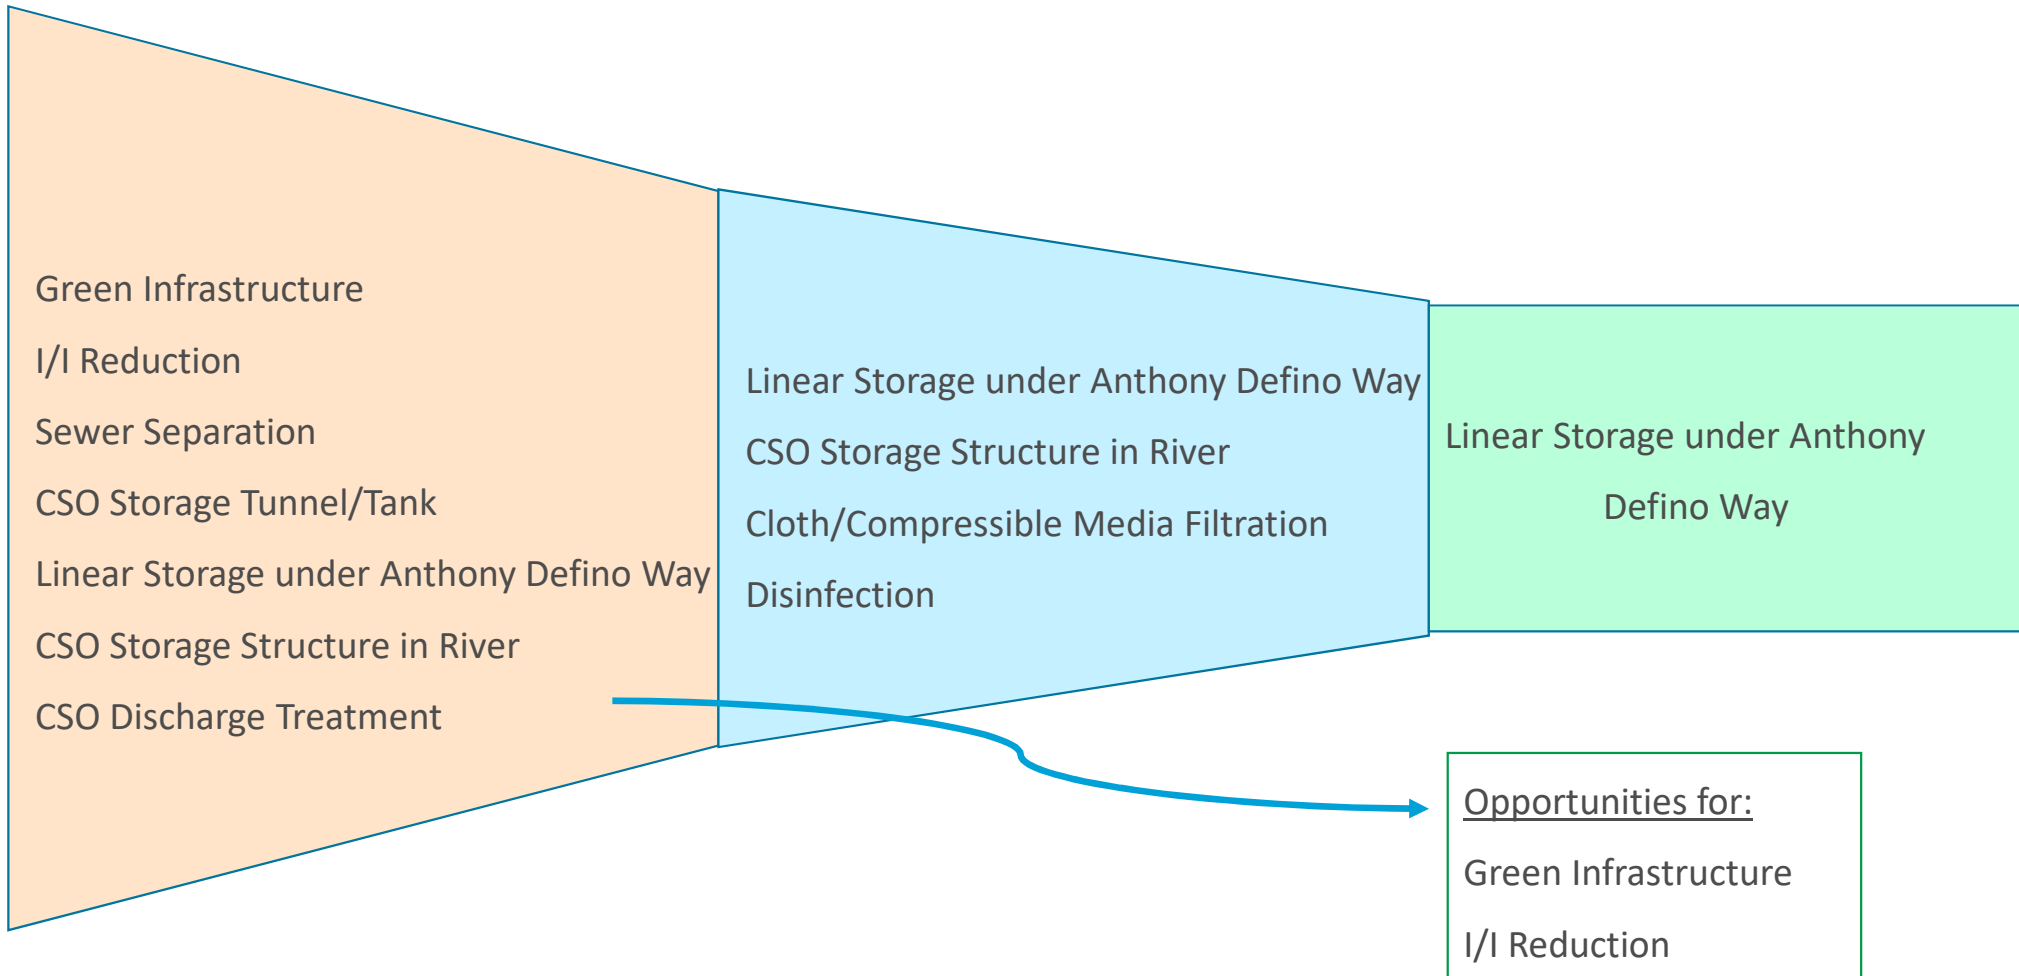 Green Infrastructure
I/I Reduction
Sewer Separation
CSO Storage Tunnel/Tank
Linear Storage under Anthony Defino Way
CSO Storage Structure in River
CSO Discharge Treatment
Linear Storage under Anthony Defino Way
CSO Storage Structure in River
Cloth/Compressible Media Filtration
Disinfection
Linear Storage under Anthony
Defino Way
Opportunities for:
Green Infrastructure
I/I Reduction